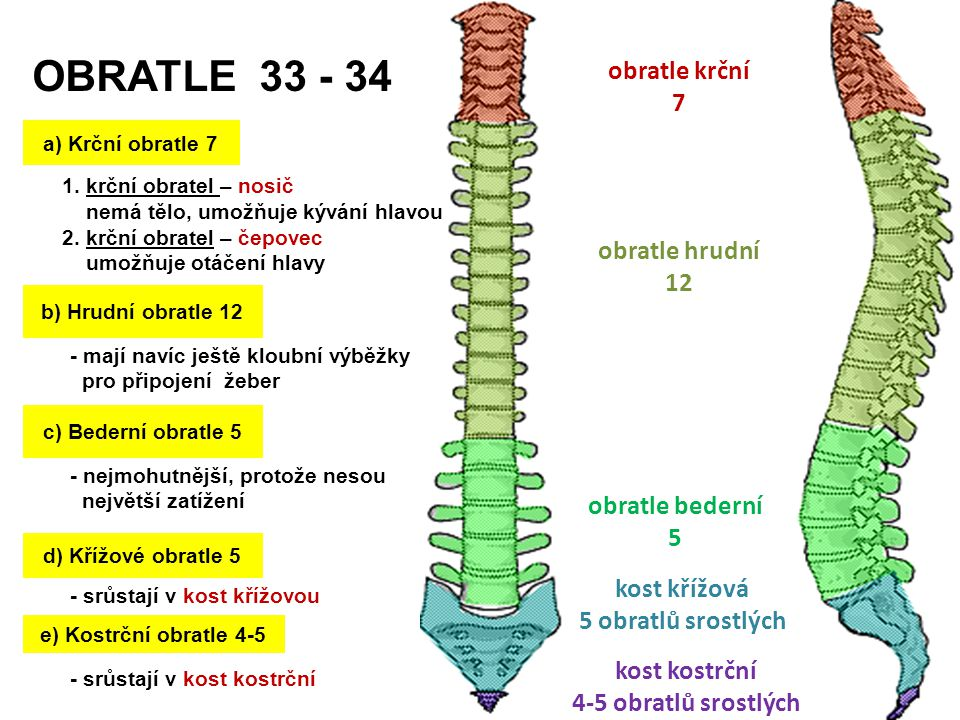 OBRATLE 33 - 34
a) Krční obratle 7
1. krční obratel – nosič
nemá tělo, umožňuje kývání hlavou
2. krční obratel – čepovec
umožňuje otáčení hlavy
b) Hrudní obratle 12
- mají navíc ještě kloubní výběžky
pro připojení žeber
c) Bederní obratle 5
- nejmohutnější, protože nesou
největší zatížení
d) Křížové obratle 5
- srůstají v kost křížovou
e) Kostrční obratle 4-5
- srůstají v kost kostrční
obratle krční
7
obratle hrudní
12
obratle bederní
5
kost křížová
5 obratlů srostlých
kost kostrční
4-5 obratlů srostlých